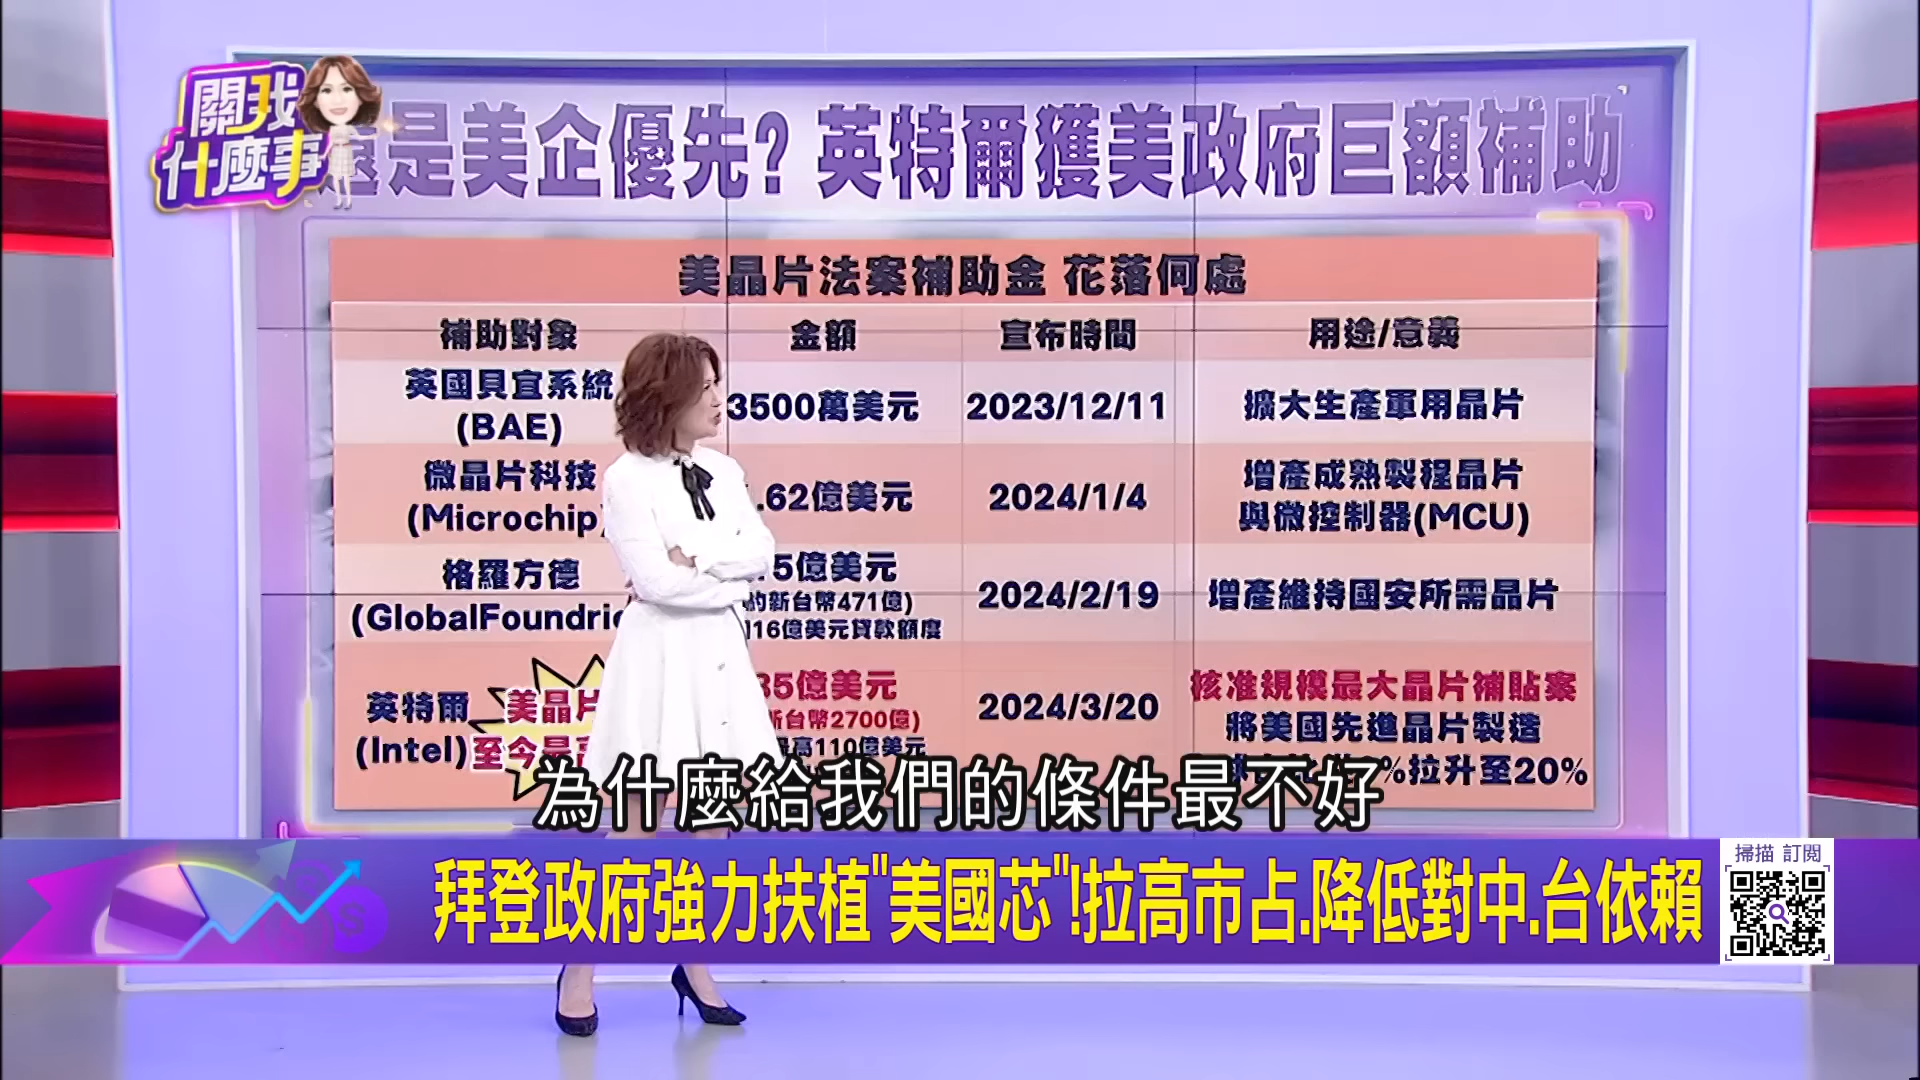 關我
什麼事
還是美企優先? 英特爾獲美政府巨額補助
美晶片法案補助金 花落何處
補助對象
金額
宣布時間
用途/意義
英國貝宜系統
(BAE)
3500萬美元
2023/12/11
擴大生產軍用晶片
微晶片科技
(Microchip)
.62億美元
2024/1/4
增產成熟製程晶片
與微控制器(MCU)
格羅方德
(GlobalFoundri
5億美元
約新台幣471億)
16億美元貸款額度
2024/2/19
增產維持國安所需晶片
英特爾
(Intel)
美晶片
至今最高
85億美元
新台幣2700億)
最高110億美元
2024/3/20
核准規模最大晶片補貼案
將美國先進晶片製造
%拉升至20%
為什麼給我們的條件最不好
拜登政府強力扶植"美國芯"!拉高市占.降低對中.台依賴
掃描 訂閱